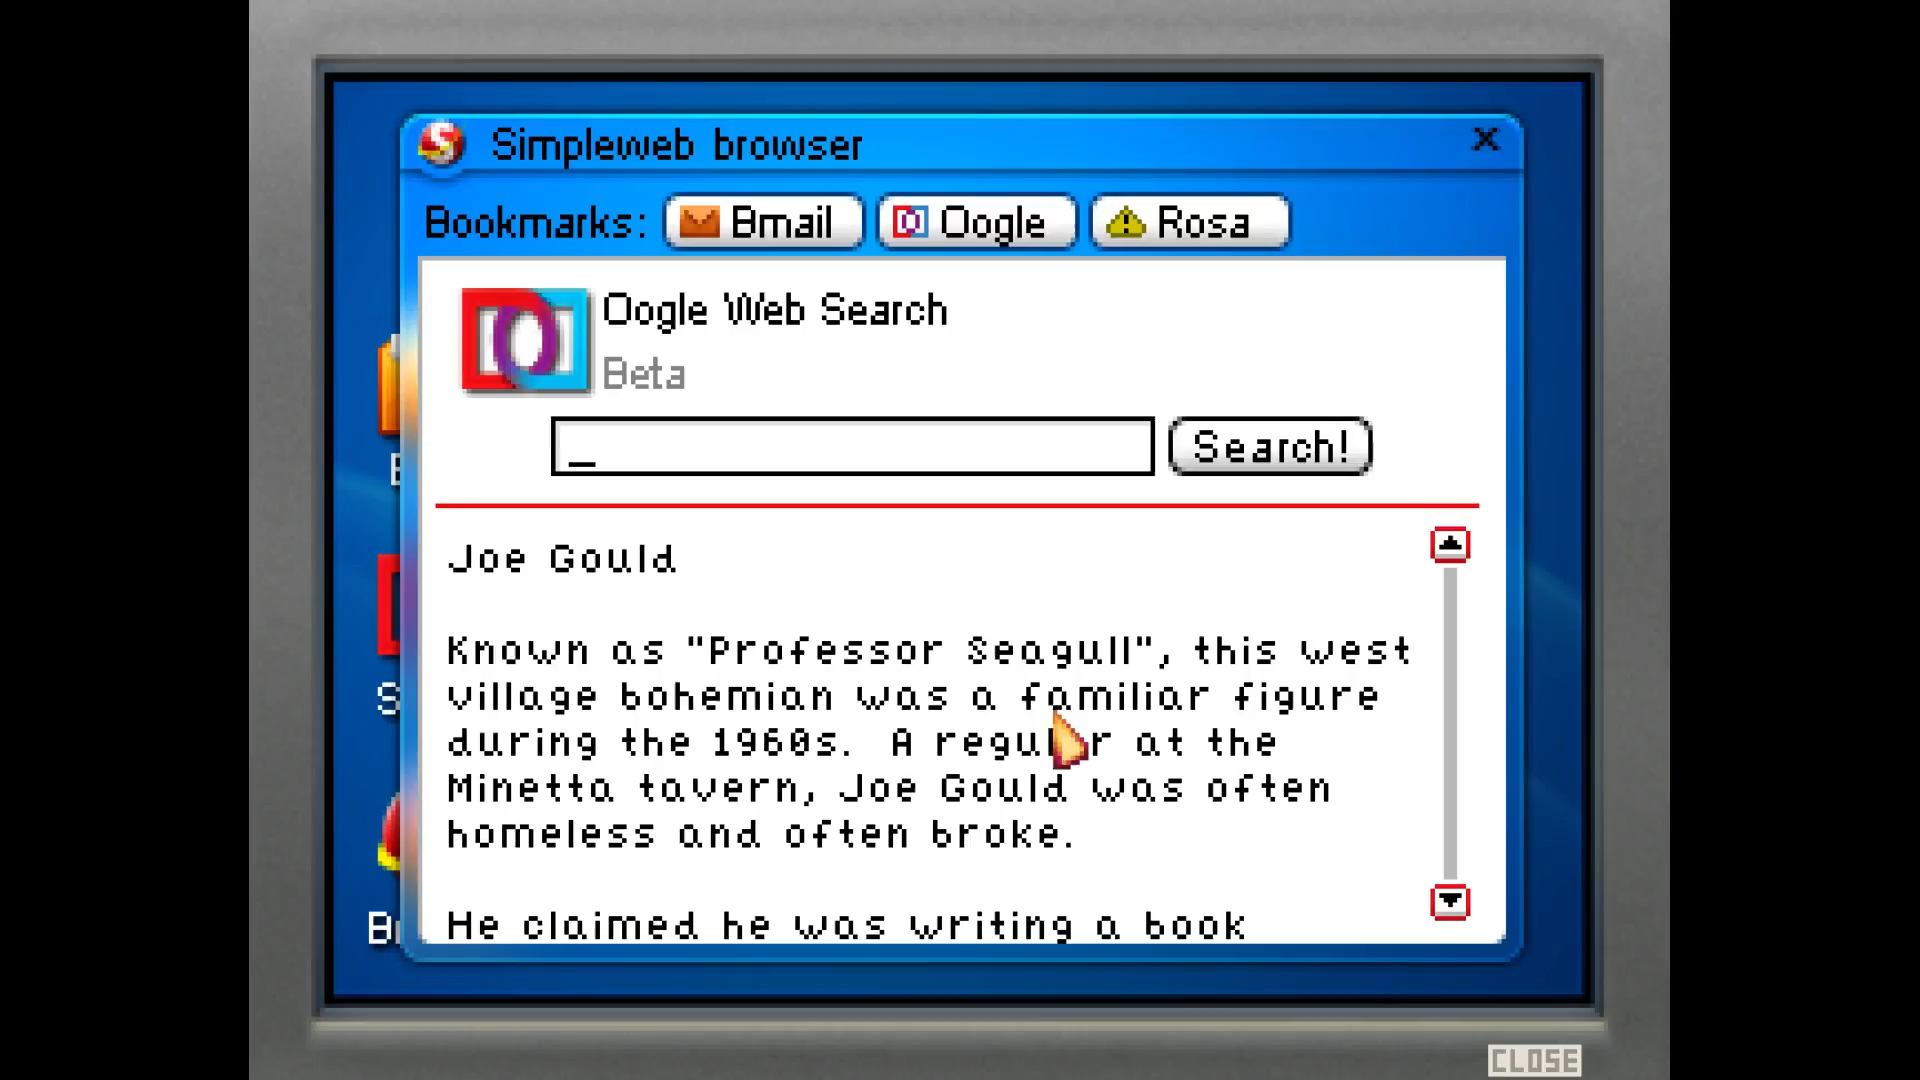 Simpleweb browser
Bookmarks: Bmail Oogle Rosa
Oogle Web Search
Beta
Search!
Joe Gould
Known as "Professor Seagull", this west
village bohemian was a familiar figure
during the 1960s. A regular at the
Minetta tavern, Joe Gould was often
homeless and often broke.
He claimed he was writing a book
CLOSE